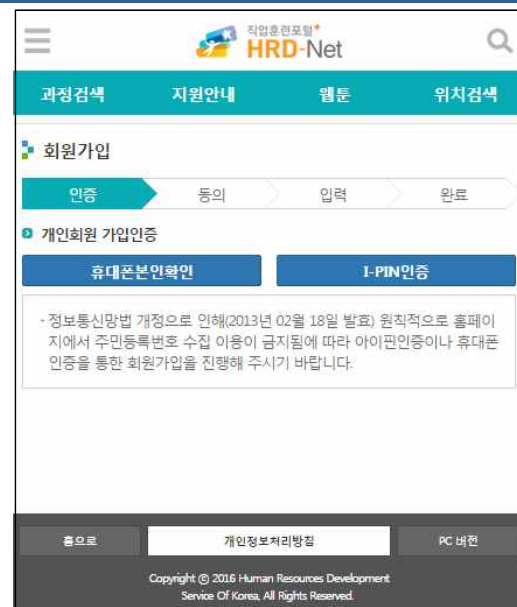 직업훈련포털+
HRD-Net
과정검색 지원안내 웹툰 위치검색
회원가입
인증 동의 입력 완료
개인회원 가입인증
휴대폰본인확인 I-PIN인증
- 정보통신망법 개정으로 인해(2013년 02월 18일 발효) 원칙적으로 홈페이
지에서 주민등록번호 수집 이용이 금지됨에 따라 아이핀인증이나 휴대폰
인증을 통한 회원가입을 진행해 주시기 바랍니다.
홈으로 개인정보처리방침 PC 버전
Copyright © 2016 Human Resources Development
Service Of Korea, All Rights Reserved.